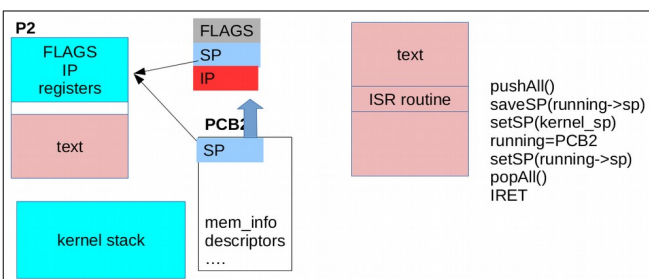 P2
FLAGS
IP
registers
text
FLAGS
SP
IP
PCB2
SP
mem_info
descriptors
....
kernel stack
text
ISR routine
pushAll()
saveSP(running->sp)
setSP(kernel_sp)
running=PCB2
setSP(running->sp)
popAll()
IRET